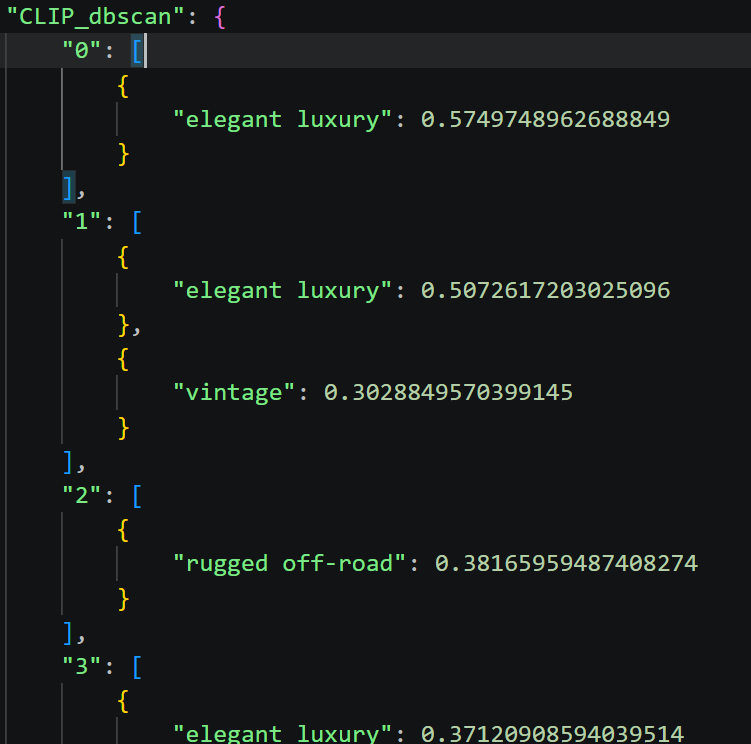 "CLIP_dbscan": {
"0": [
{
"elegant luxury": 0.5749748962688849
}
],
"1": [
{
"elegant luxury": 0.5072617203025096
},
{
"vintage": 0.3028849570399145
}
],
"2": [
{
"rugged off-road": 0.38165959487408274
}
],
"3": [
{
"elegant luxury": 0.37120908594039514